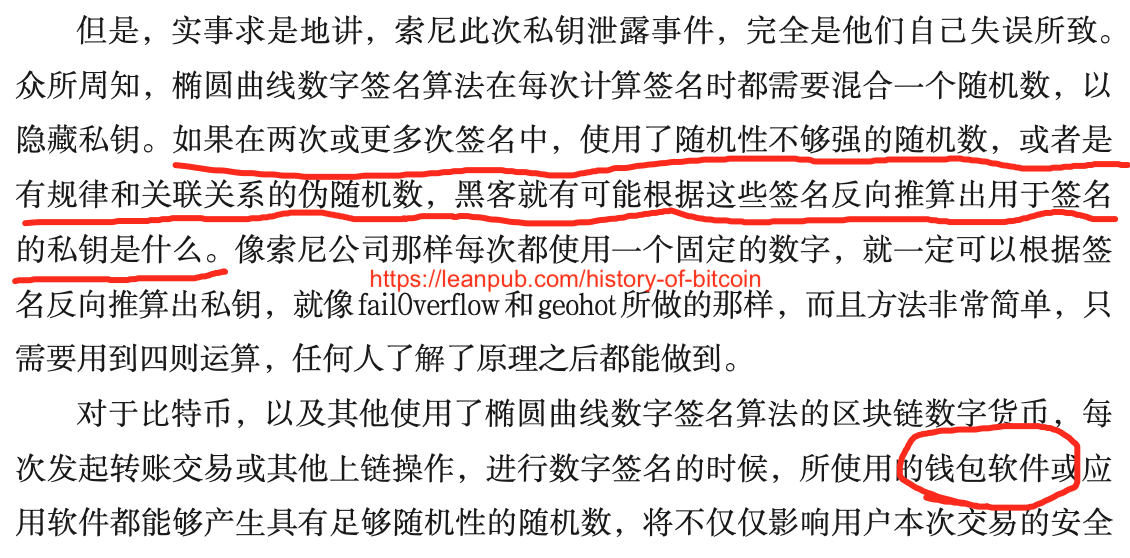 但是，实事求是地讲，索尼此次私钥泄露事件，完全是他们自己失误所致。
众所周知，椭圆曲线数字签名算法在每次计算签名时都需要混合一个随机数，以
隐藏私钥。如果在两次或更多次签名中，使用了随机性不够强的随机数，或者是
有规律和关联关系的伪随机数，黑客就有可能根据这些签名反向推算出用于签名
的私钥是什么。像索尼公司那样每次都使用一个固定的数字，就一定可以根据签
https://leanpub.com/history-of-bitcoin
名反向推算出私钥，就像fail0verflow和geohot所做的那样，而且方法非常简单，只
需要用到四则运算，任何人了解了原理之后都能做到。
对于比特币，以及其他使用了椭圆曲线数字签名算法的区块链数字货币，每
次发起转账交易或其他上链操作，进行数字签名的时候，所使用的钱包软件或应
用软件都能够产生具有足够随机性的随机数，将不仅仅影响用户本次交易的安全